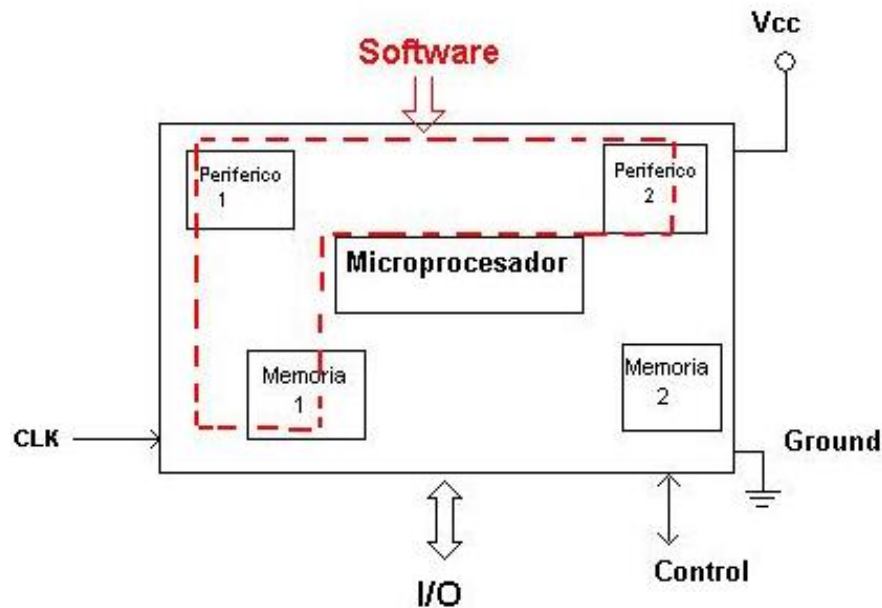 Vcc
Software
Periferico
1
Periferico
2
Microprocesador
Memoria
1
Memoria
2
CLK
Ground
Control
I/O